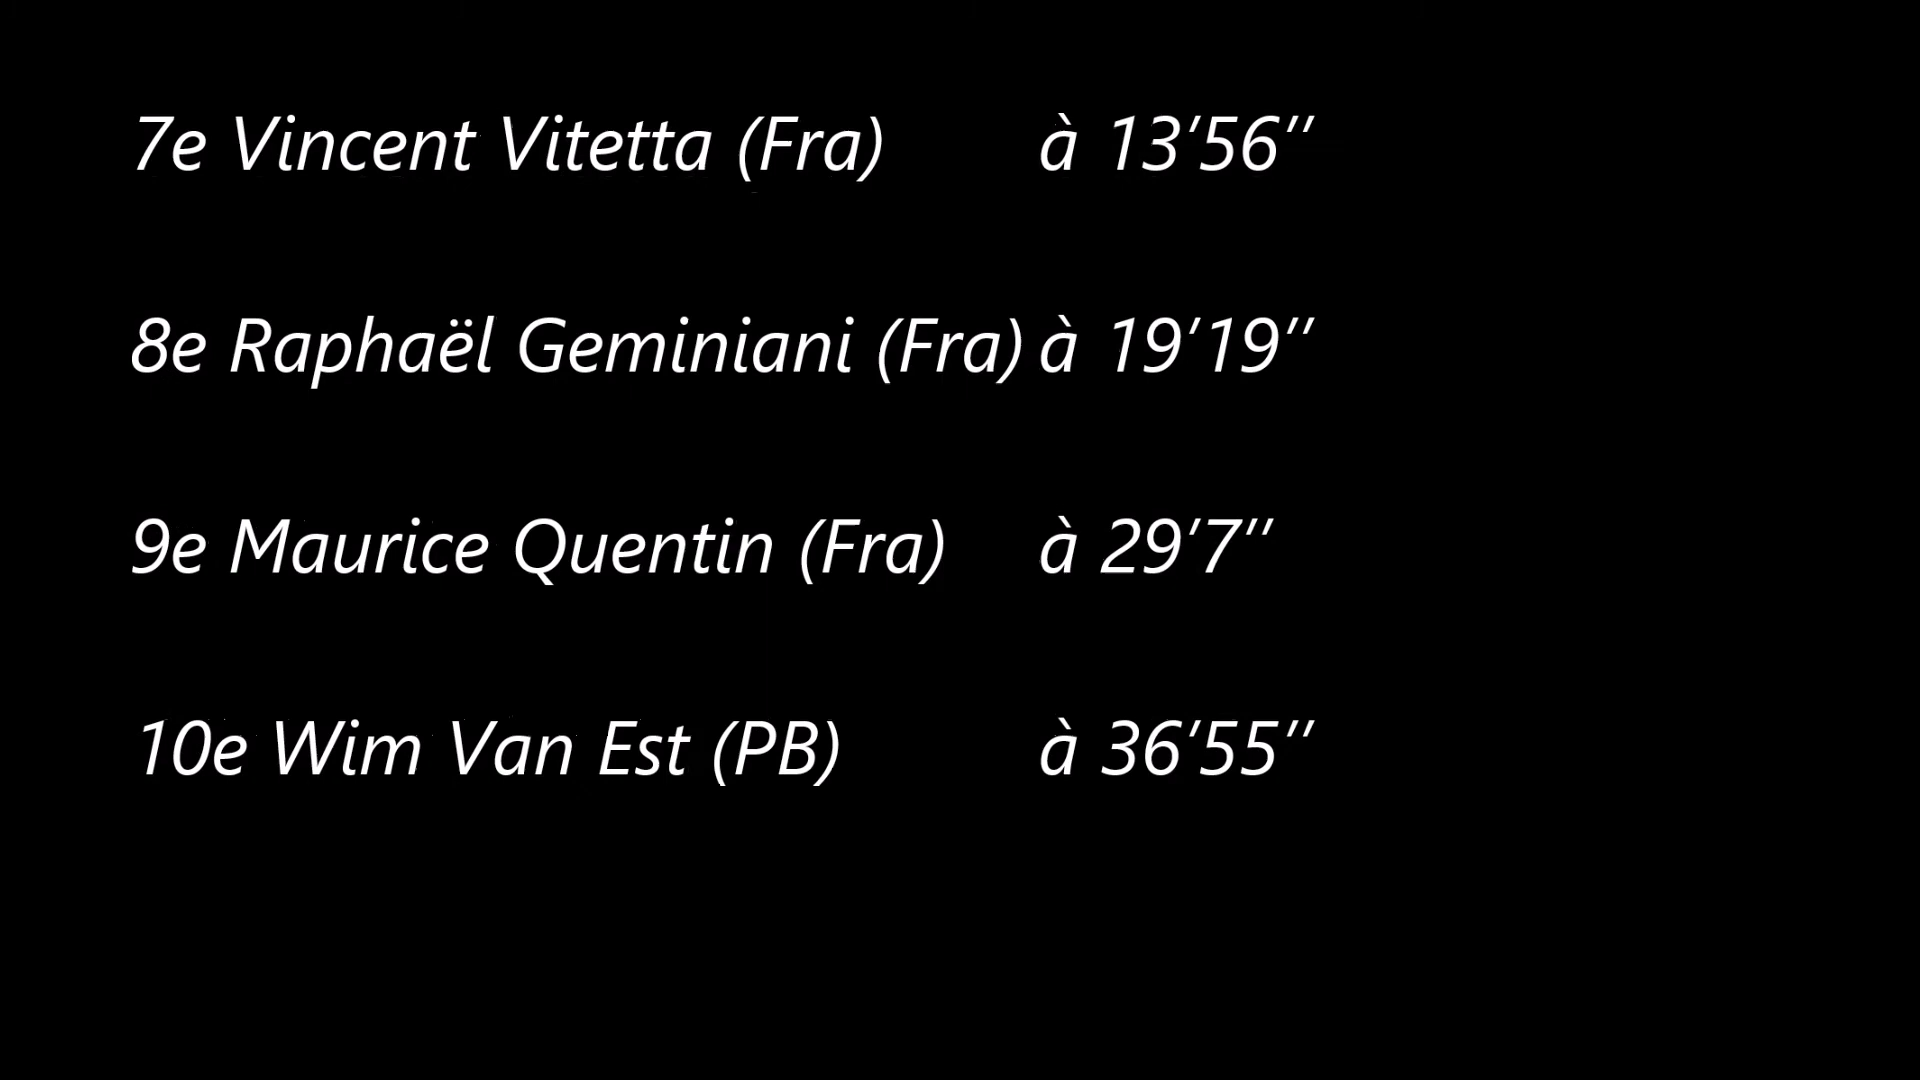 7e Vincent Vitetta (Fra) à 13’56’’
8e Raphaël Geminiani (Fra) à 19’19’’
9e Maurice Quentin (Fra) à 29’7’’
10e Wim Van Est (PB) à 36’55’’